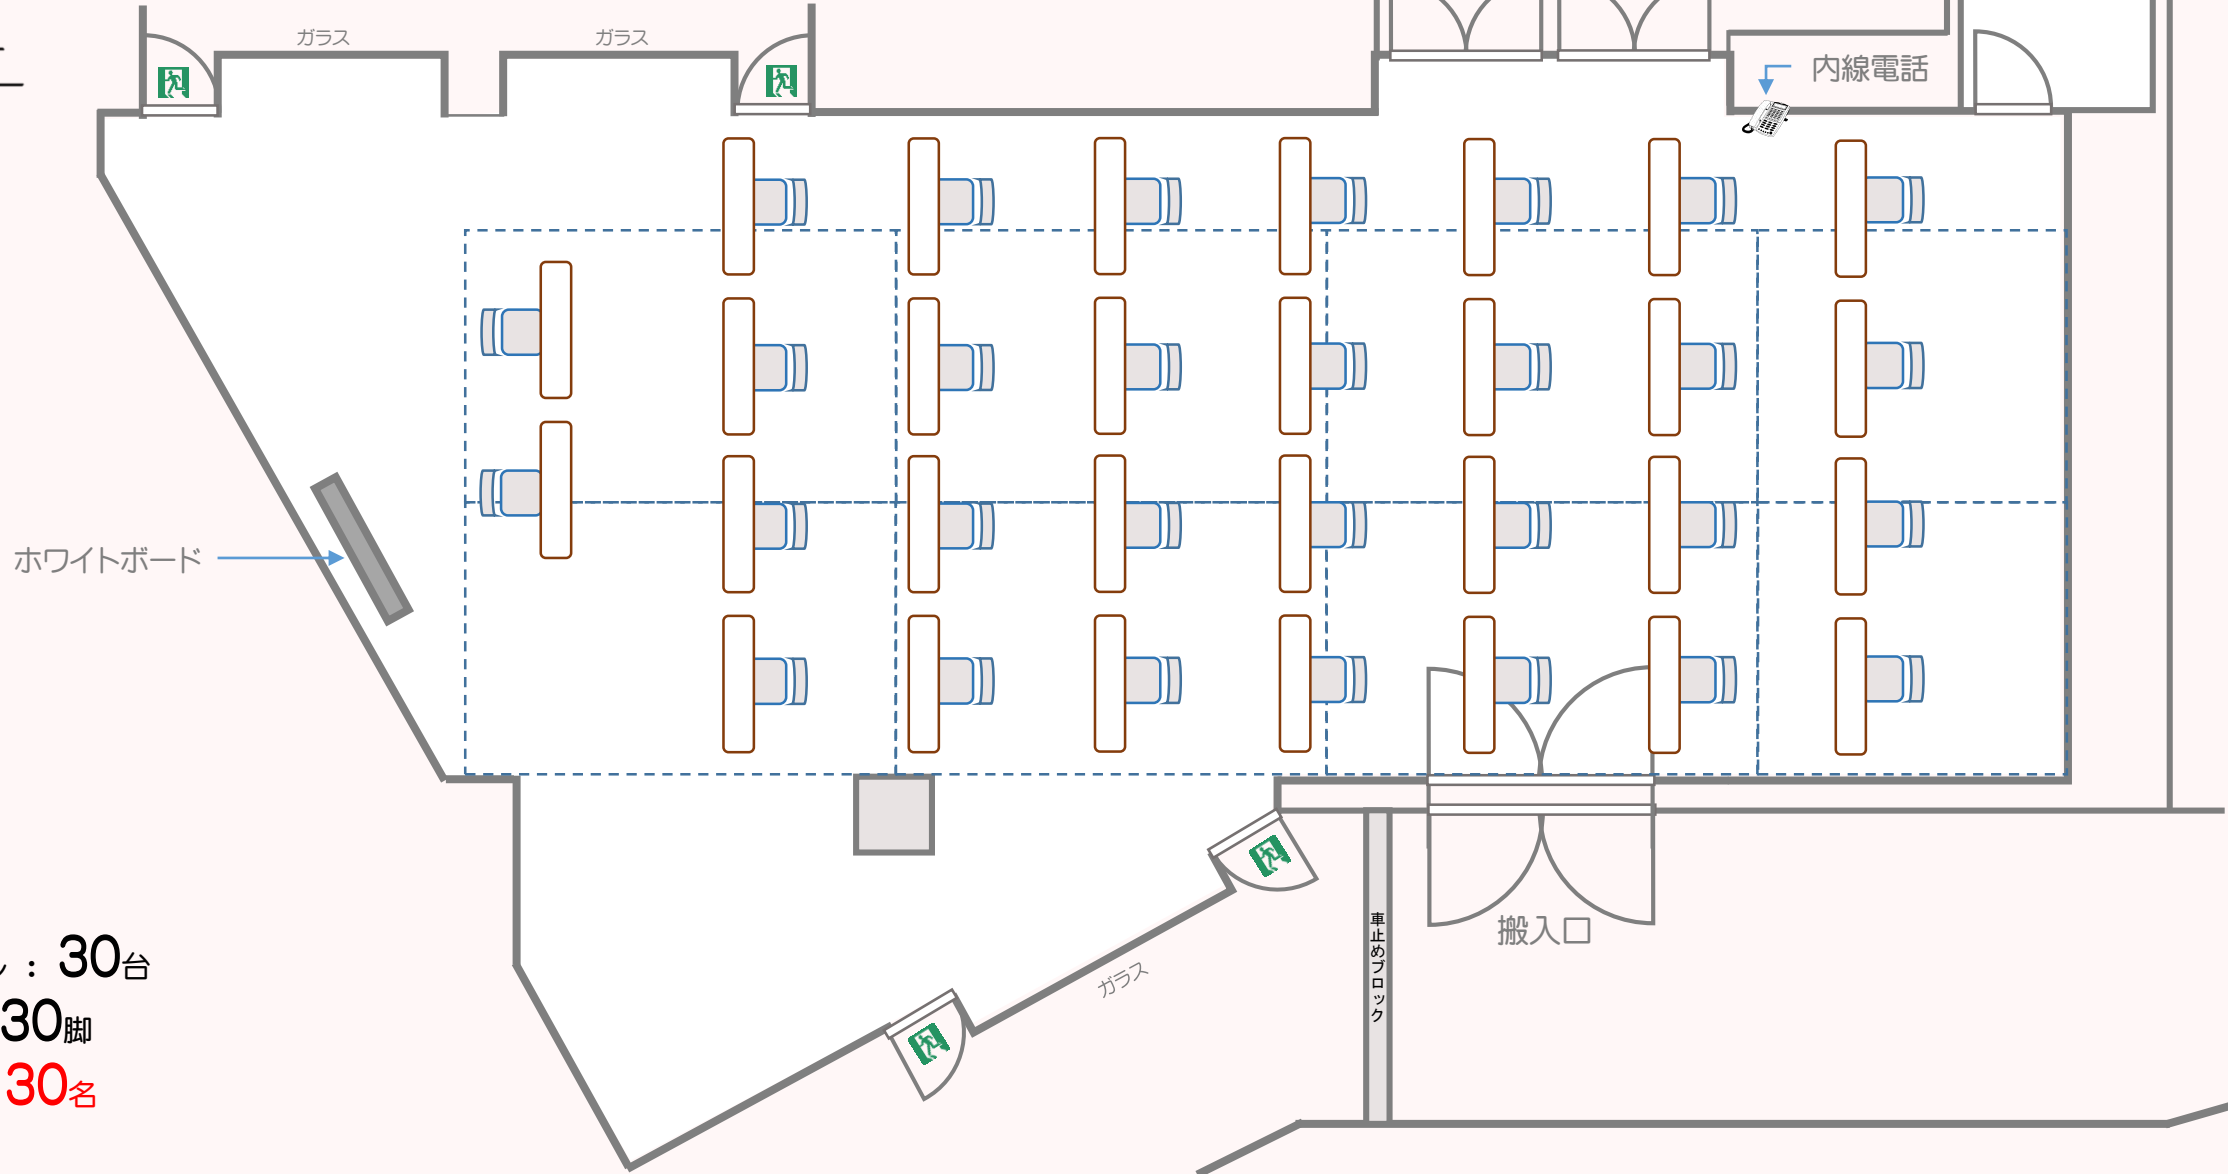 ガラス
ガラス
内線電話
ホワイトボード
搬入口
車止めブロック
ガラス
：30台
30脚
30名